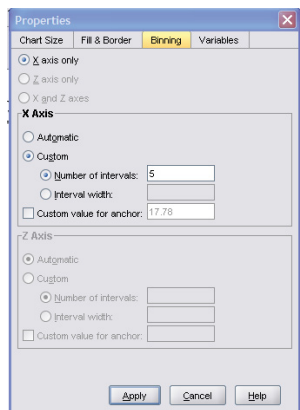 Properties
Chart Size Fill & Border Binning Variables
X axis only
Z axis only
X and Z axes
X Axis
Automatic
Custom
Number of intervals: 5
Interval width:
Custom value for anchor: 17.78
Z Axis
Automatic
Custom
Number of intervals:
Interval width:
Custom value for anchor:
Apply Cancel Help